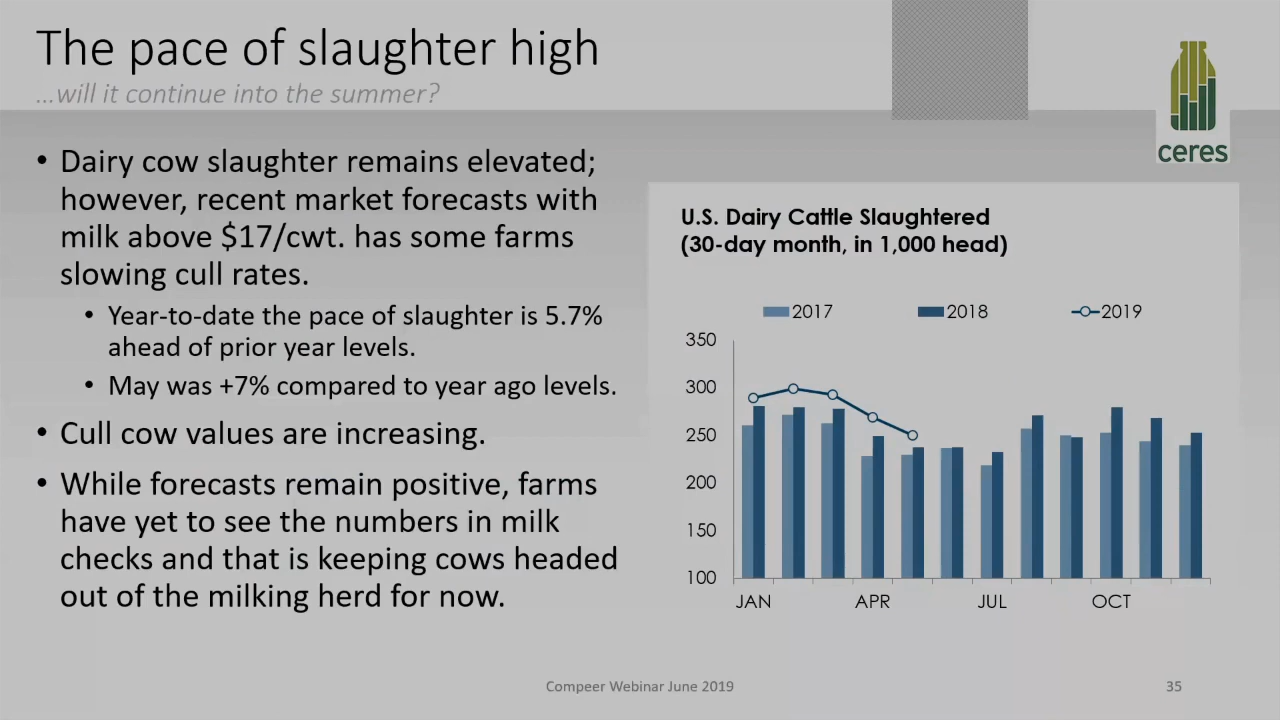 The pace of slaughter high
...will it continue into the summer?
ceres
• Dairy cow slaughter remains elevated;
however, recent market forecasts with
milk above $17/cwt. has some farms
slowing cull rates.
• Year-to-date the pace of slaughter is 5.7%
ahead of prior year levels.
• May was +7% compared to year ago levels.
• Cull cow values are increasing.
• While forecasts remain positive, farms
have yet to see the numbers in milk
checks and that is keeping cows headed
out of the milking herd for now.
U.S. Dairy Cattle Slaughtered
(30-day month, in 1,000 head)
2017 2018 2019
350
300
250
200
150
100
JAN APR JUL OCT
Compeer Webinar June 2019
35